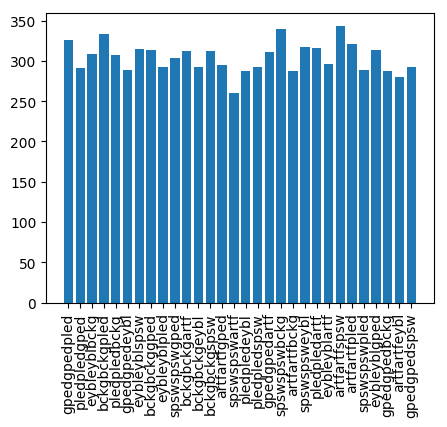 350
300
250
200
150
100
50
0
gpedgpedpled
pledpledgped
eybleyblbckg
bckgbckgpled
pledpledbckg
gpedgpedeybl
eybleyblspsw
bckgbckggped
eybleyblpled
spswspswgped
bckgbckgartf
bckgbckgeybl
bckgbckgspsw
artfartfgped
spswspswartf
pledpledeybl
pledpledspsw
gpedgpedartf
spswspswbckg
artfartfbckg
spswspsweybl
pledpledartf
eybleyblartf
artfartfspsw
artfartfpled
spswspswpled
eybleyblgped
gpedgpedbckg
artfartfeybl
gpedgpedspsw